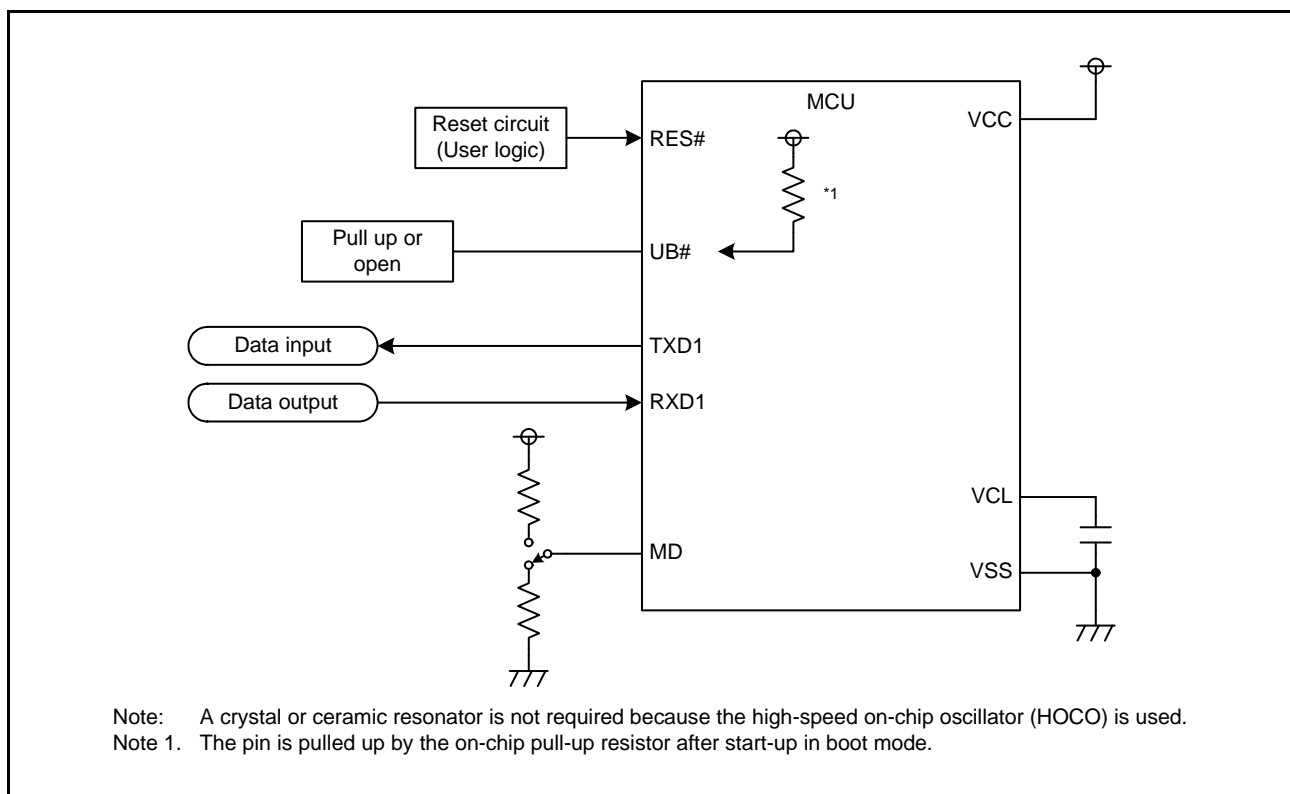 MCU
VCC
Reset circuit
(User logic)
RES#
*1
Pull up or
open
UB#
Data input
TXD1
Data output
RXD1
VCL
MD
VSS
Note: A crystal or ceramic resonator is not required because the high-speed on-chip oscillator (HOCO) is used.
Note 1. The pin is pulled up by the on-chip pull-up resistor after start-up in boot mode.